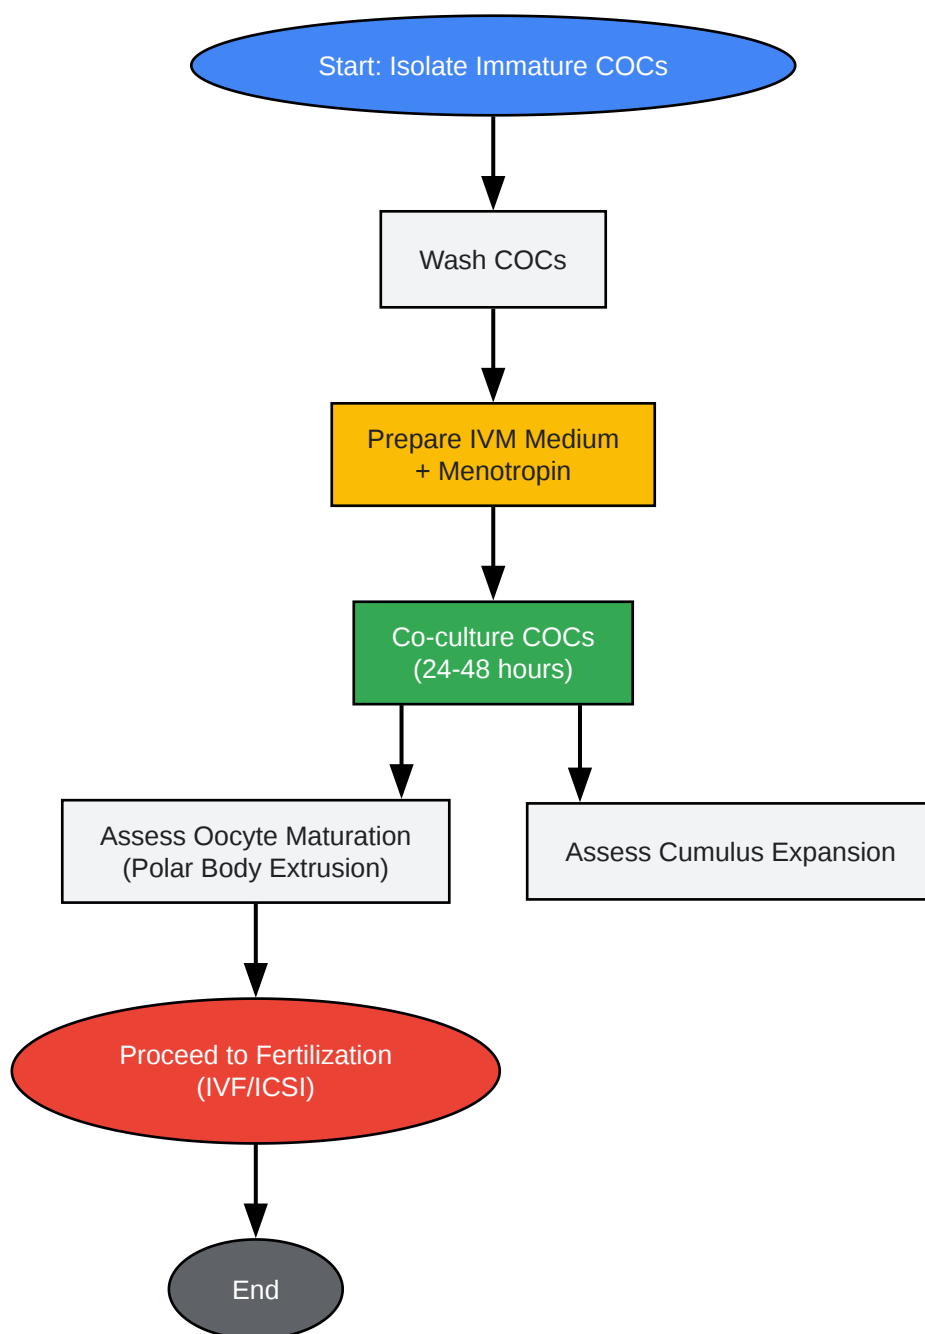 Start: Isolate Immature COCs
Wash COCs
Prepare IVM Medium
+ Menotropin
Co-culture COCs
(24-48 hours)
Assess Oocyte Maturation
(Polar Body Extrusion)
Assess Cumulus Expansion
Proceed to Fertilization
(IVF/ICSI)
End